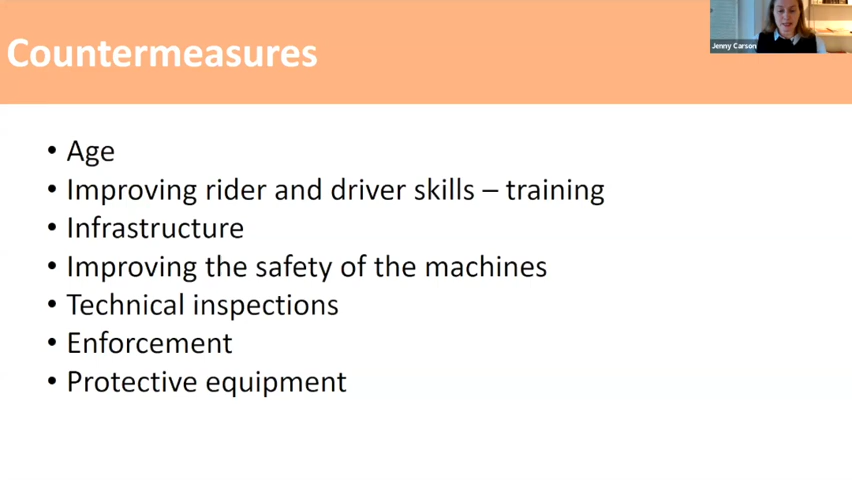 Countermeasures
Jenny Carson
• Age
• Improving rider and driver skills – training
• Infrastructure
• Improving the safety of the machines
• Technical inspections
• Enforcement
• Protective equipment